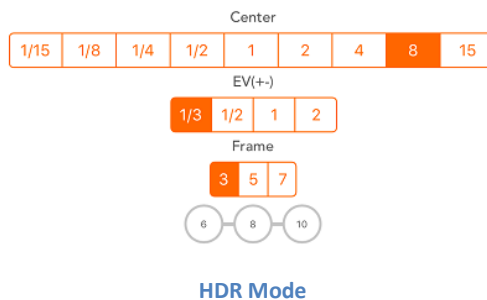 Center
1/15 1/8 1/4 1/2 1 2 4 8 15
EV(+-)
1/3 1/2 1 2
Frame
3 5 7
6 8 10
HDR Mode